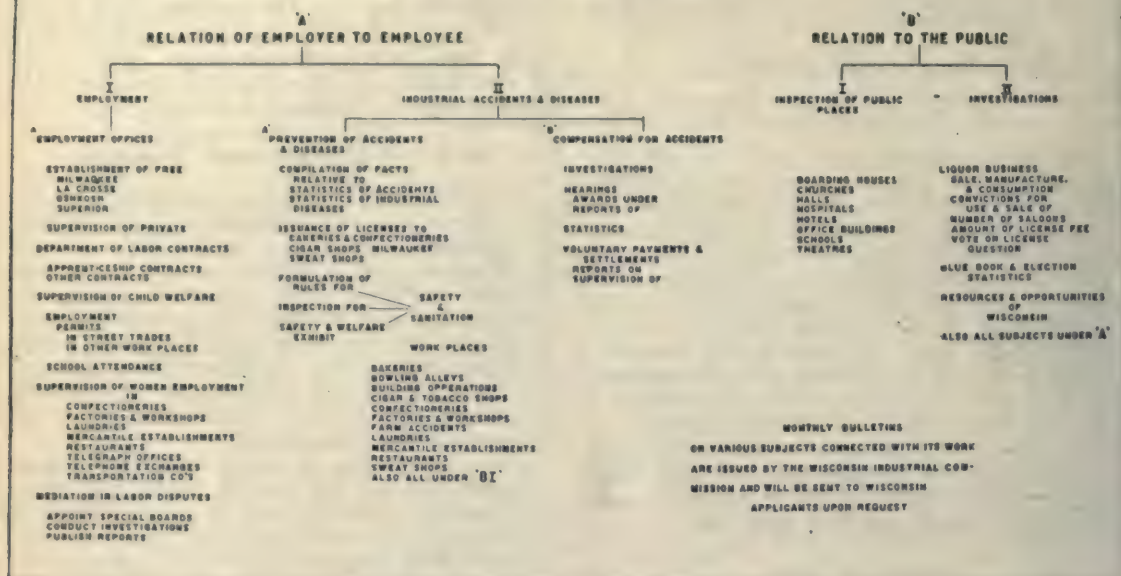 'A'
RELATION OF EMPLOYER TO EMPLOYEE
I
EMPLOYMENT
'A'
EMPLOYMENT OFFICES
ESTABLISHMENT OF FREE
MILWAUKEE
LA CROSSE
OSHKOSH
SUPERIOR
SUPERVISION OF PRIVATE
DEPARTMENT OF LABOR CONTRACTS
APPRENTICESHIP CONTRACTS
OTHER CONTRACTS
SUPERVISION OF CHILD WELFARE
EMPLOYMENT
PERMITS
IN STREET TRADES
IN OTHER WORK PLACES
SCHOOL ATTENDANCE
SUPERVISION OF WOMEN EMPLOYMENT
IN
CONFECTIONERIES
FACTORIES & WORKSHOPS
LAUNDRIES
MERCANTILE ESTABLISHMENTS
RESTAURANTS
TELEGRAPH OFFICES
TELEPHONE EXCHANGES
TRANSPORTATION CO'S
MEDIATION IN LABOR DISPUTES
APPOINT SPECIAL BOARDS
CONDUCT INVESTIGATIONS
PUBLISH REPORTS
II
INDUSTRIAL ACCIDENTS & DISEASES
'A'
PREVENTION OF ACCIDENTS
& DISEASES
COMPILATION OF FACTS
RELATIVE TO
STATISTICS OF ACCIDENTS
STATISTICS OF INDUSTRIAL
DISEASES
ISSUANCE OF LICENSES TO
BAKERIES & CONFECTIONERIES
CIGAR SHOPS MILWAUKEE
SWEAT SHOPS
FORMULATION OF
RULES FOR
INSPECTION FOR
SAFETY & WELFARE
EXHIBIT
SAFETY
&
SANITATION
WORK PLACES
BAKERIES
BOWLING ALLEYS
BUILDING OPPERATIONS
CIGAR & TOBACCO SHOPS
CONFECTIONERIES
FACTORIES & WORKSHOPS
FARM ACCIDENTS
LAUNDRIES
MERCANTILE ESTABLISHMENTS
RESTAURANTS
SWEAT SHOPS
ALSO ALL UNDER 'BI'
'B'
COMPENSATION FOR ACCIDENTS
INVESTIGATIONS
HEARINGS
AWARDS UNDER
REPORTS OF
STATISTICS
VOLUNTARY PAYMENTS &
SETTLEMENTS
REPORTS ON
SUPERVISION OF
'B'
RELATION TO THE PUBLIC
I
INSPECTION OF PUBLIC
PLACES
BOARDING HOUSES
CHURCHES
HALLS
HOSPITALS
HOTELS
OFFICE BUILDINGS
SCHOOLS
THEATRES
II
INVESTIGATIONS
LIQUOR BUSINESS
SALE, MANUFACTURE,
& CONSUMPTION
CONVICTIONS FOR
USE & SALE OF
NUMBER OF SALOONS
AMOUNT OF LICENSE FEE
VOTE ON LICENSE
QUESTION
BLUE BOOK & ELECTION
STATISTICS
RESOURCES & OPPORTUNITIES
OF
WISCONSIN
ALSO ALL SUBJECTS UNDER 'A'
MONTHLY BULLETINS
ON VARIOUS SUBJECTS CONNECTED WITH ITS WORK
ARE ISSUED BY THE WISCONSIN INDUSTRIAL COM-
MISSION AND WILL BE SENT TO WISCONSIN
APPLICANTS UPON REQUEST